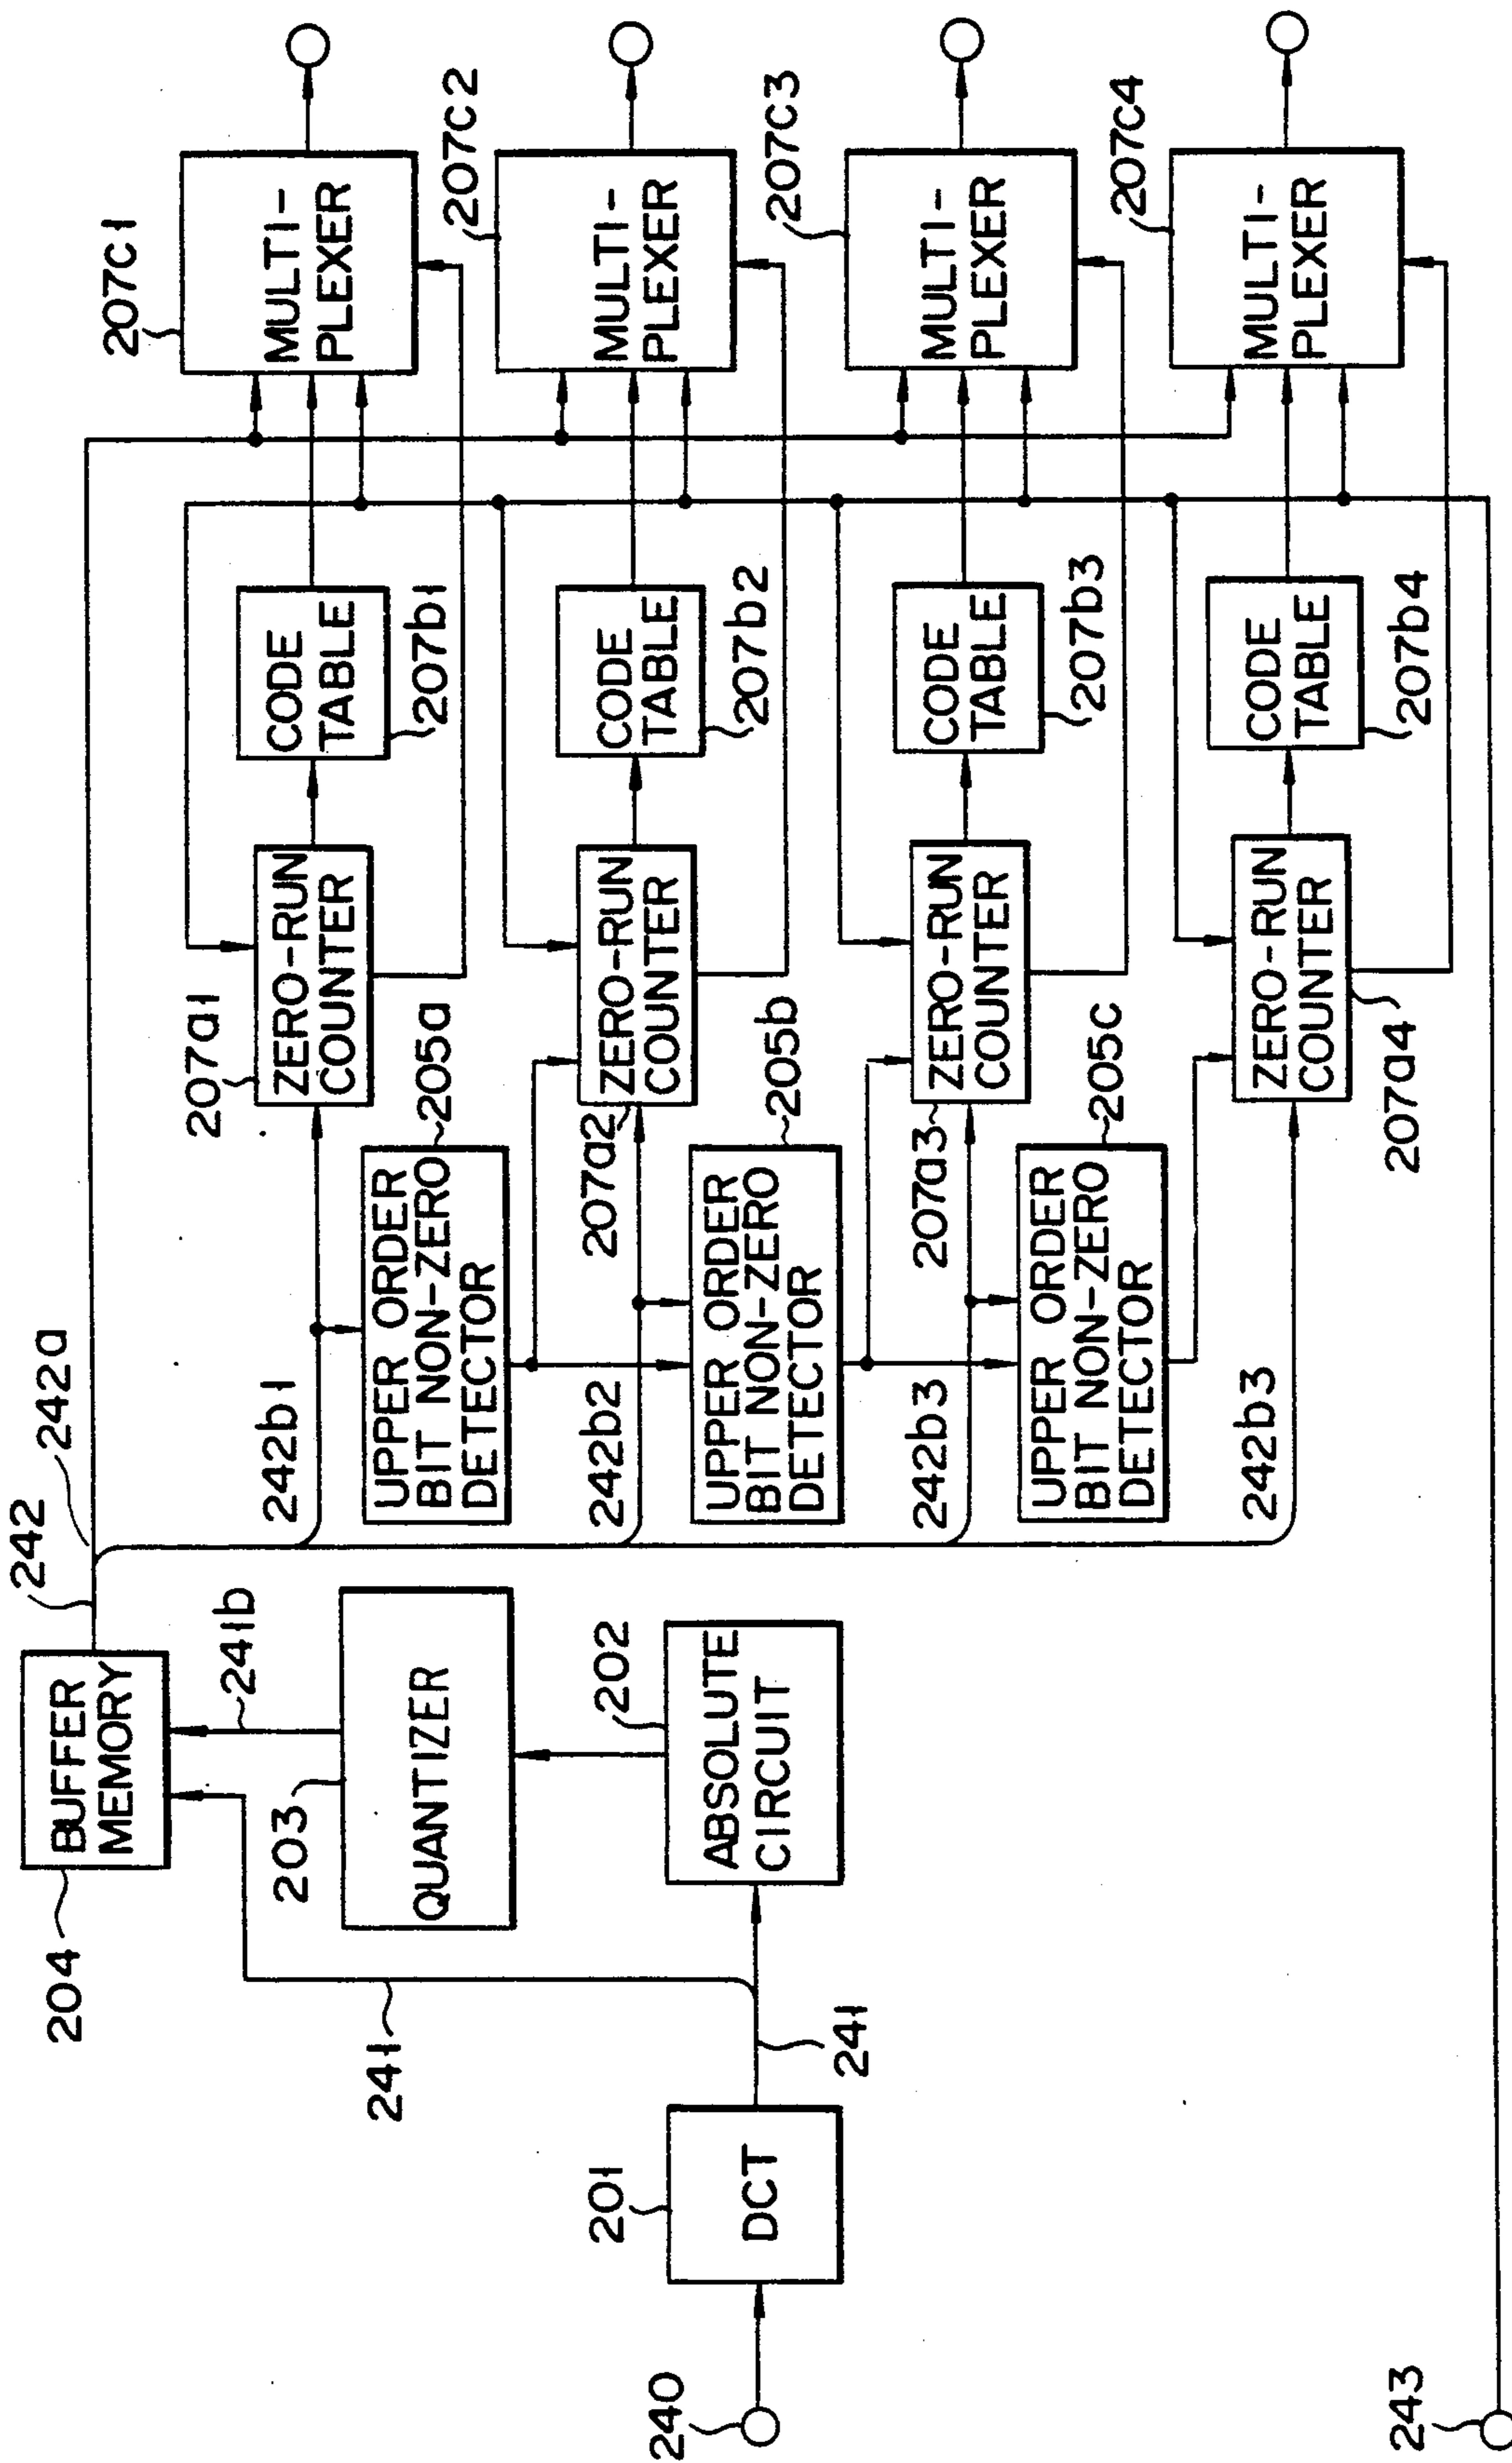 240
201
DCT
241
241
202
ABSOLUTE
CIRCUIT
203
QUANTIZER
241b
204
BUFFER
MEMORY
242
242a
242b1
UPPER ORDER
BIT NON-ZERO
DETECTOR
205a
242b2
UPPER ORDER
BIT NON-ZERO
DETECTOR
205b
242b3
UPPER ORDER
BIT NON-ZERO
DETECTOR
205c
242b3
207a1
ZERO-RUN
COUNTER
207a2
ZERO-RUN
COUNTER
207a3
ZERO-RUN
COUNTER
ZERO-RUN
COUNTER
207a4
CODE
TABLE
207b1
CODE
TABLE
207b2
CODE
TABLE
207b3
CODE
TABLE
207b4
207c1
MULTI-
PLEXER
207c2
MULTI-
PLEXER
207c3
MULTI-
PLEXER
207c4
MULTI-
PLEXER
243